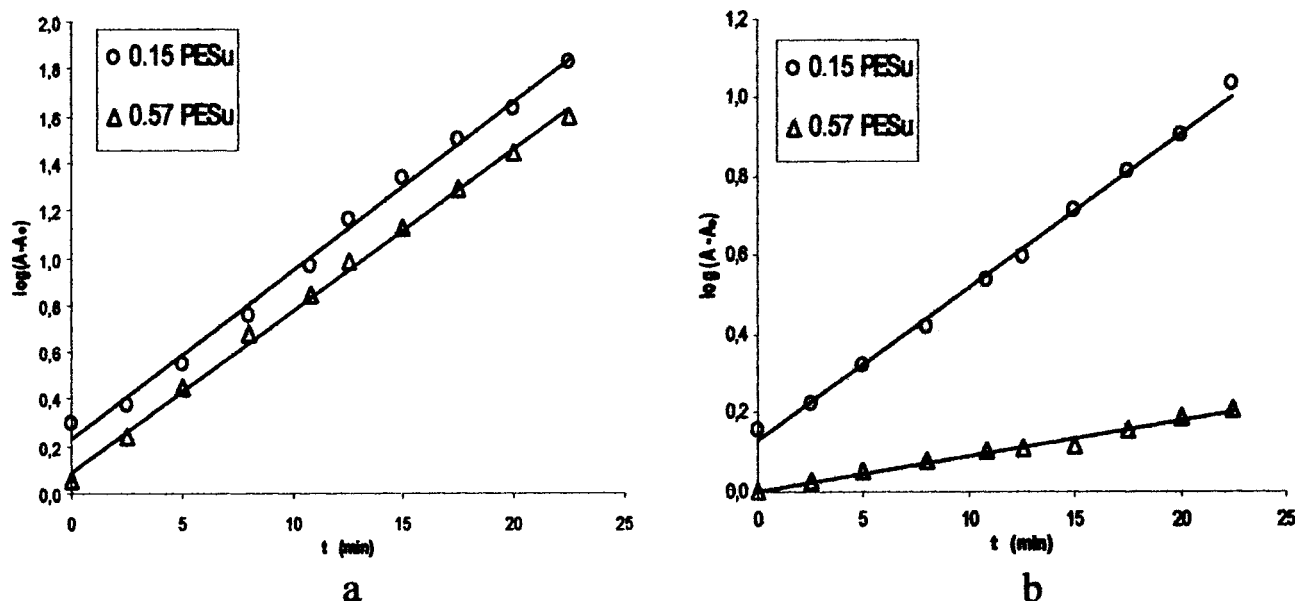 2,0
1,8
1,6
1,4
1,2
1,0
0,8
0,6
0,4
0,2
0,0
log(A-A₀)
0.15 PESu
0.57 PESu
0 5 10 15 20 25
t (min)
a
1,2
1,0
0,8
0,6
0,4
0,2
0,0
log (A-A₀)
0.15 PESu
0.57 PESu
0 5 10 15 20 25
t (min)
b